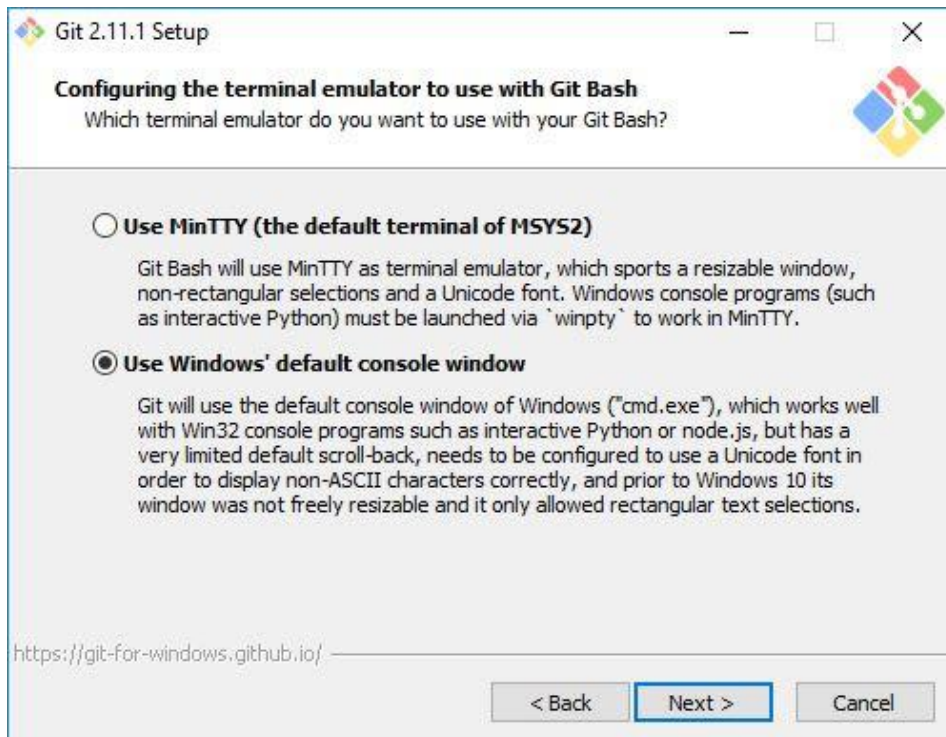 Git 2.11.1 Setup
Configuring the terminal emulator to use with Git Bash
Which terminal emulator do you want to use with your Git Bash?
Use MinTTY (the default terminal of MSYS2)
Git Bash will use MinTTY as terminal emulator, which sports a resizable window,
non-rectangular selections and a Unicode font. Windows console programs (such
as interactive Python) must be launched via `winpty` to work in MinTTY.
Use Windows' default console window
Git will use the default console window of Windows ("cmd.exe"), which works well
with Win32 console programs such as interactive Python or node.js, but has a
very limited default scroll-back, needs to be configured to use a Unicode font in
order to display non-ASCII characters correctly, and prior to Windows 10 its
window was not freely resizable and it only allowed rectangular text selections.
https://git-for-windows.github.io/
< Back Next > Cancel